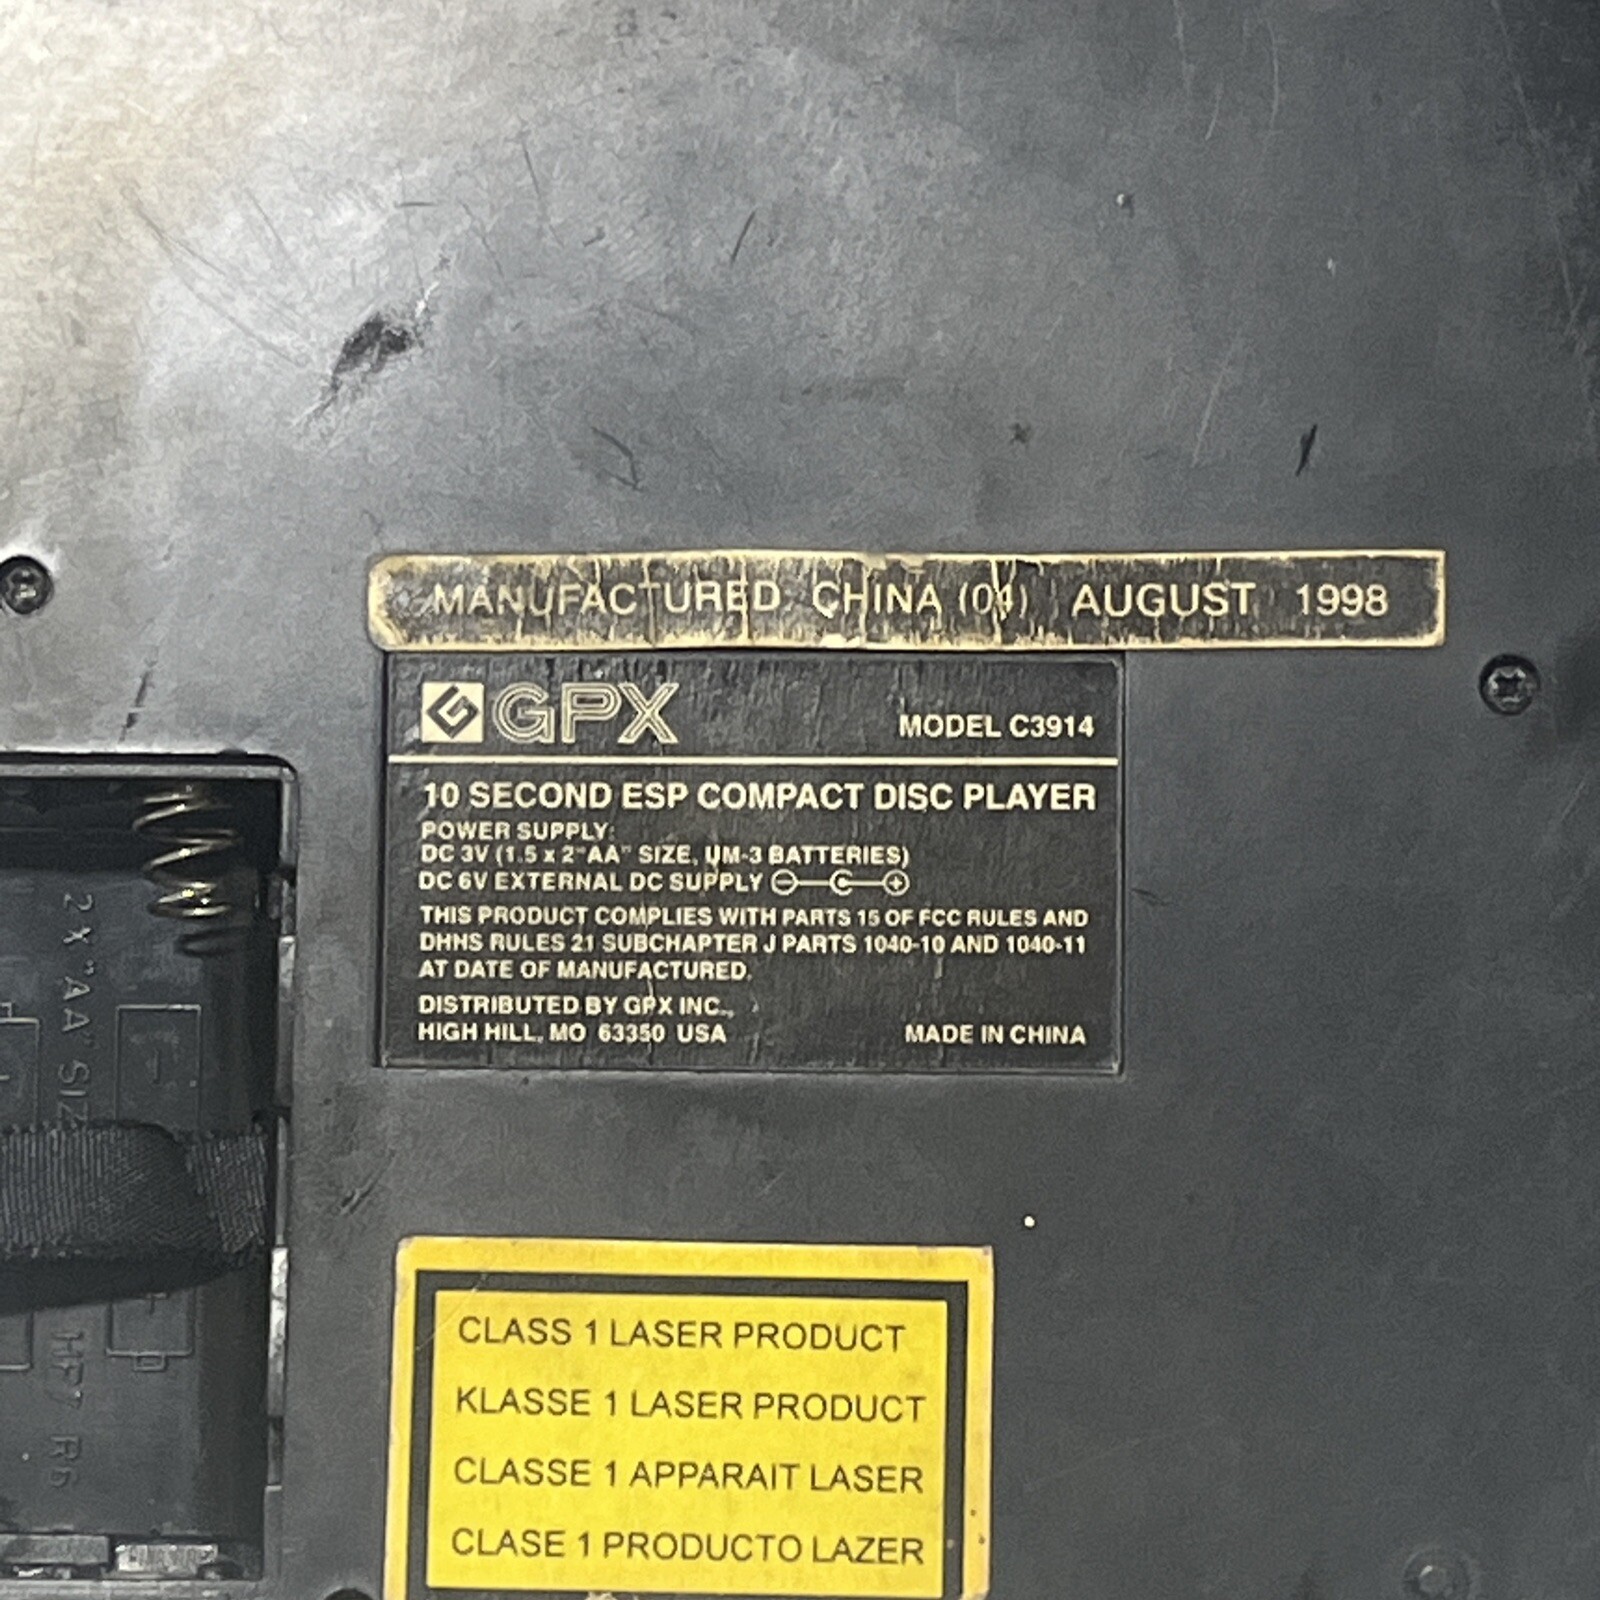 MANUFACTURED CHINA (04) AUGUST 1998
GPX MODEL C3914
10 SECOND ESP COMPACT DISC PLAYER
POWER SUPPLY:
DC 3V (1.5 x 2"AA" SIZE, UM-3 BATTERIES)
DC 6V EXTERNAL DC SUPPLY
THIS PRODUCT COMPLIES WITH PARTS 15 OF FCC RULES AND
DHHS RULES 21 SUBCHAPTER J PARTS 1040-10 AND 1040-11
AT DATE OF MANUFACTURED.
DISTRIBUTED BY GPX INC.,
HIGH HILL, MO 63350 USA MADE IN CHINA
2X"AA" SIZ
R6
CLASS 1 LASER PRODUCT
KLASSE 1 LASER PRODUCT
CLASSE 1 APPARAIT LASER
CLASE 1 PRODUCTO LAZER